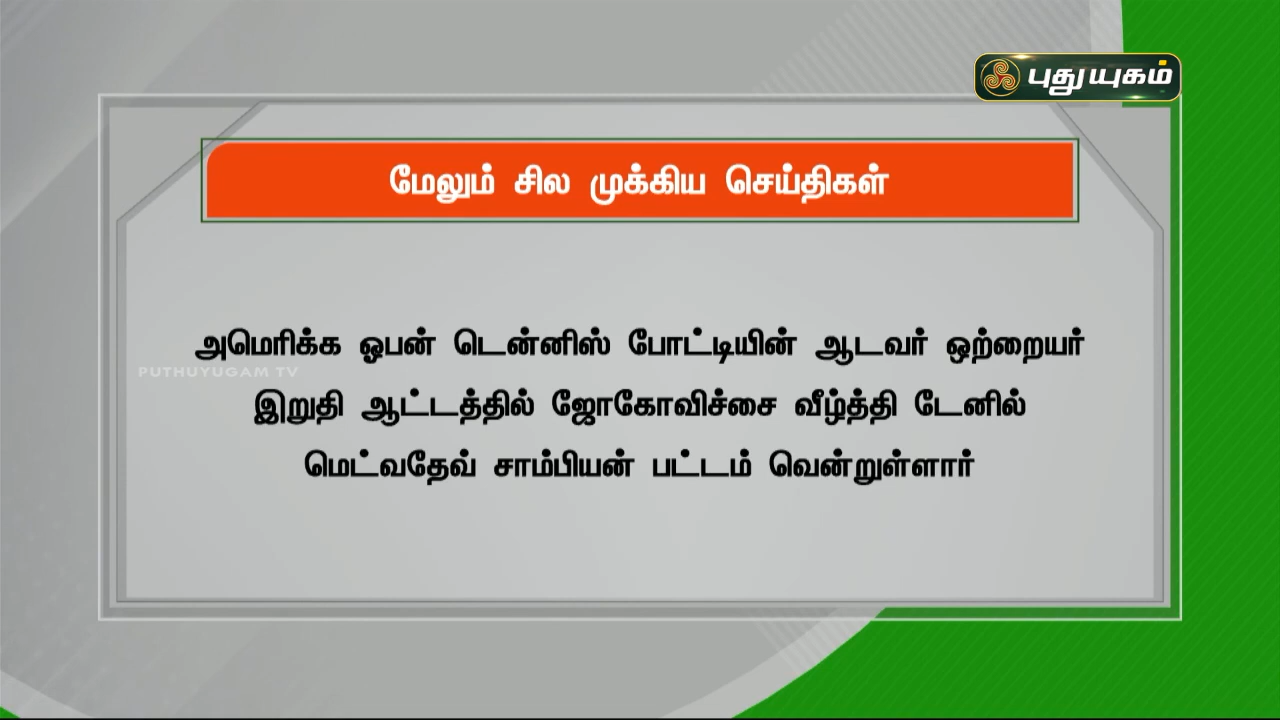 புதுயுகம்
மேலும் சில முக்கிய செய்திகள்
அமெரிக்க ஓபன் டென்னிஸ் போட்டியின் ஆடவர் ஒற்றையர்
PUTHUYUGAM TV
இறுதி ஆட்டத்தில் ஜோகோவிச்சை வீழ்த்தி டேனில்
மெட்வதேவ் சாம்பியன் பட்டம் வென்றுள்ளார்